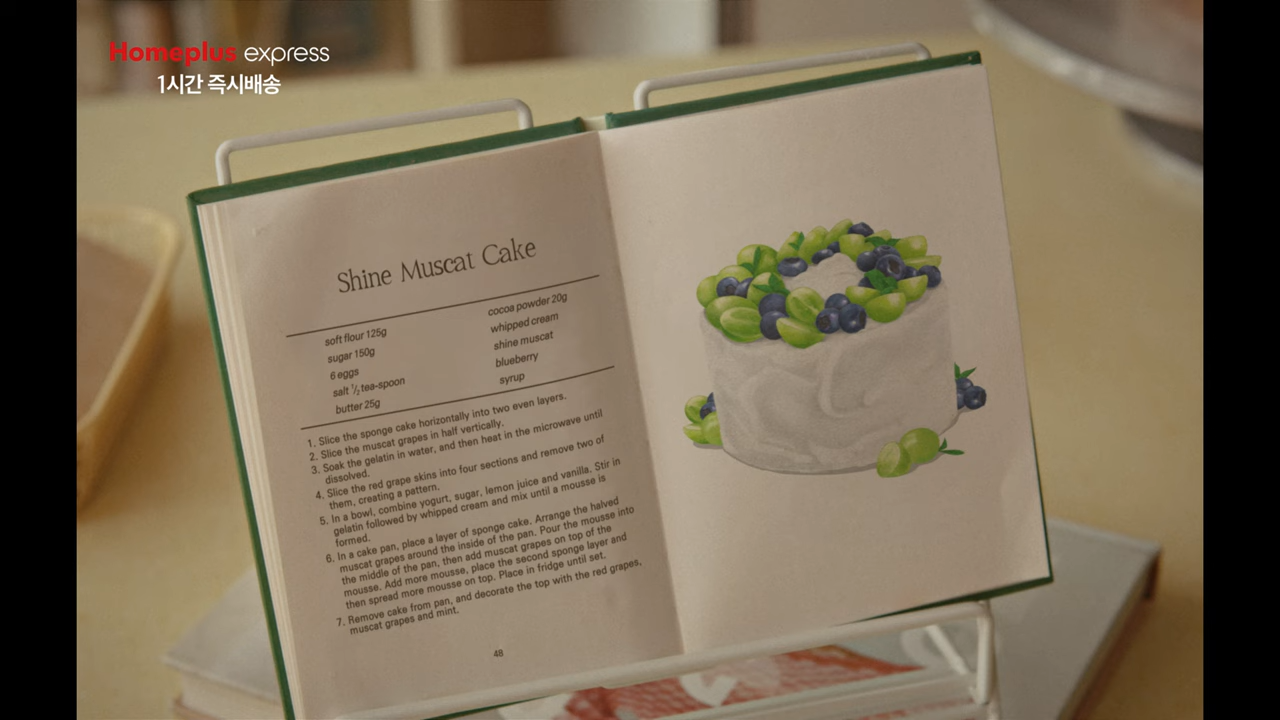 Homeplus express
1시간 즉시배송
Shine Muscat Cake
soft flour 125g
sugar 150g
6 eggs
salt 1/2 tea-spoon
butter 25g
cocoa powder 20g
whipped cream
shine muscat
blueberry
syrup
1. Slice the sponge cake horizontally into two even layers.
2. Slice the muscat grapes in half vertically.
3. Soak the gelatin in water, and then heat in the microwave until
dissolved.
4. Slice the red grape skins into four sections and remove two of
them, creating a pattern.
5. In a bowl, combine yogurt, sugar, lemon juice and vanilla. Stir in
gelatin followed by whipped cream and mix until a mousse is
formed.
6. In a cake pan, place a layer of sponge cake. Arrange the halved
muscat grapes around the inside of the pan. Pour the mousse into
the middle of the pan, then add muscat grapes on top of the
mousse. Add more mousse, place the second sponge layer and
then spread more mousse on top. Place in fridge until set.
7. Remove cake from pan, and decorate the top with the red grapes,
muscat grapes and mint.
48